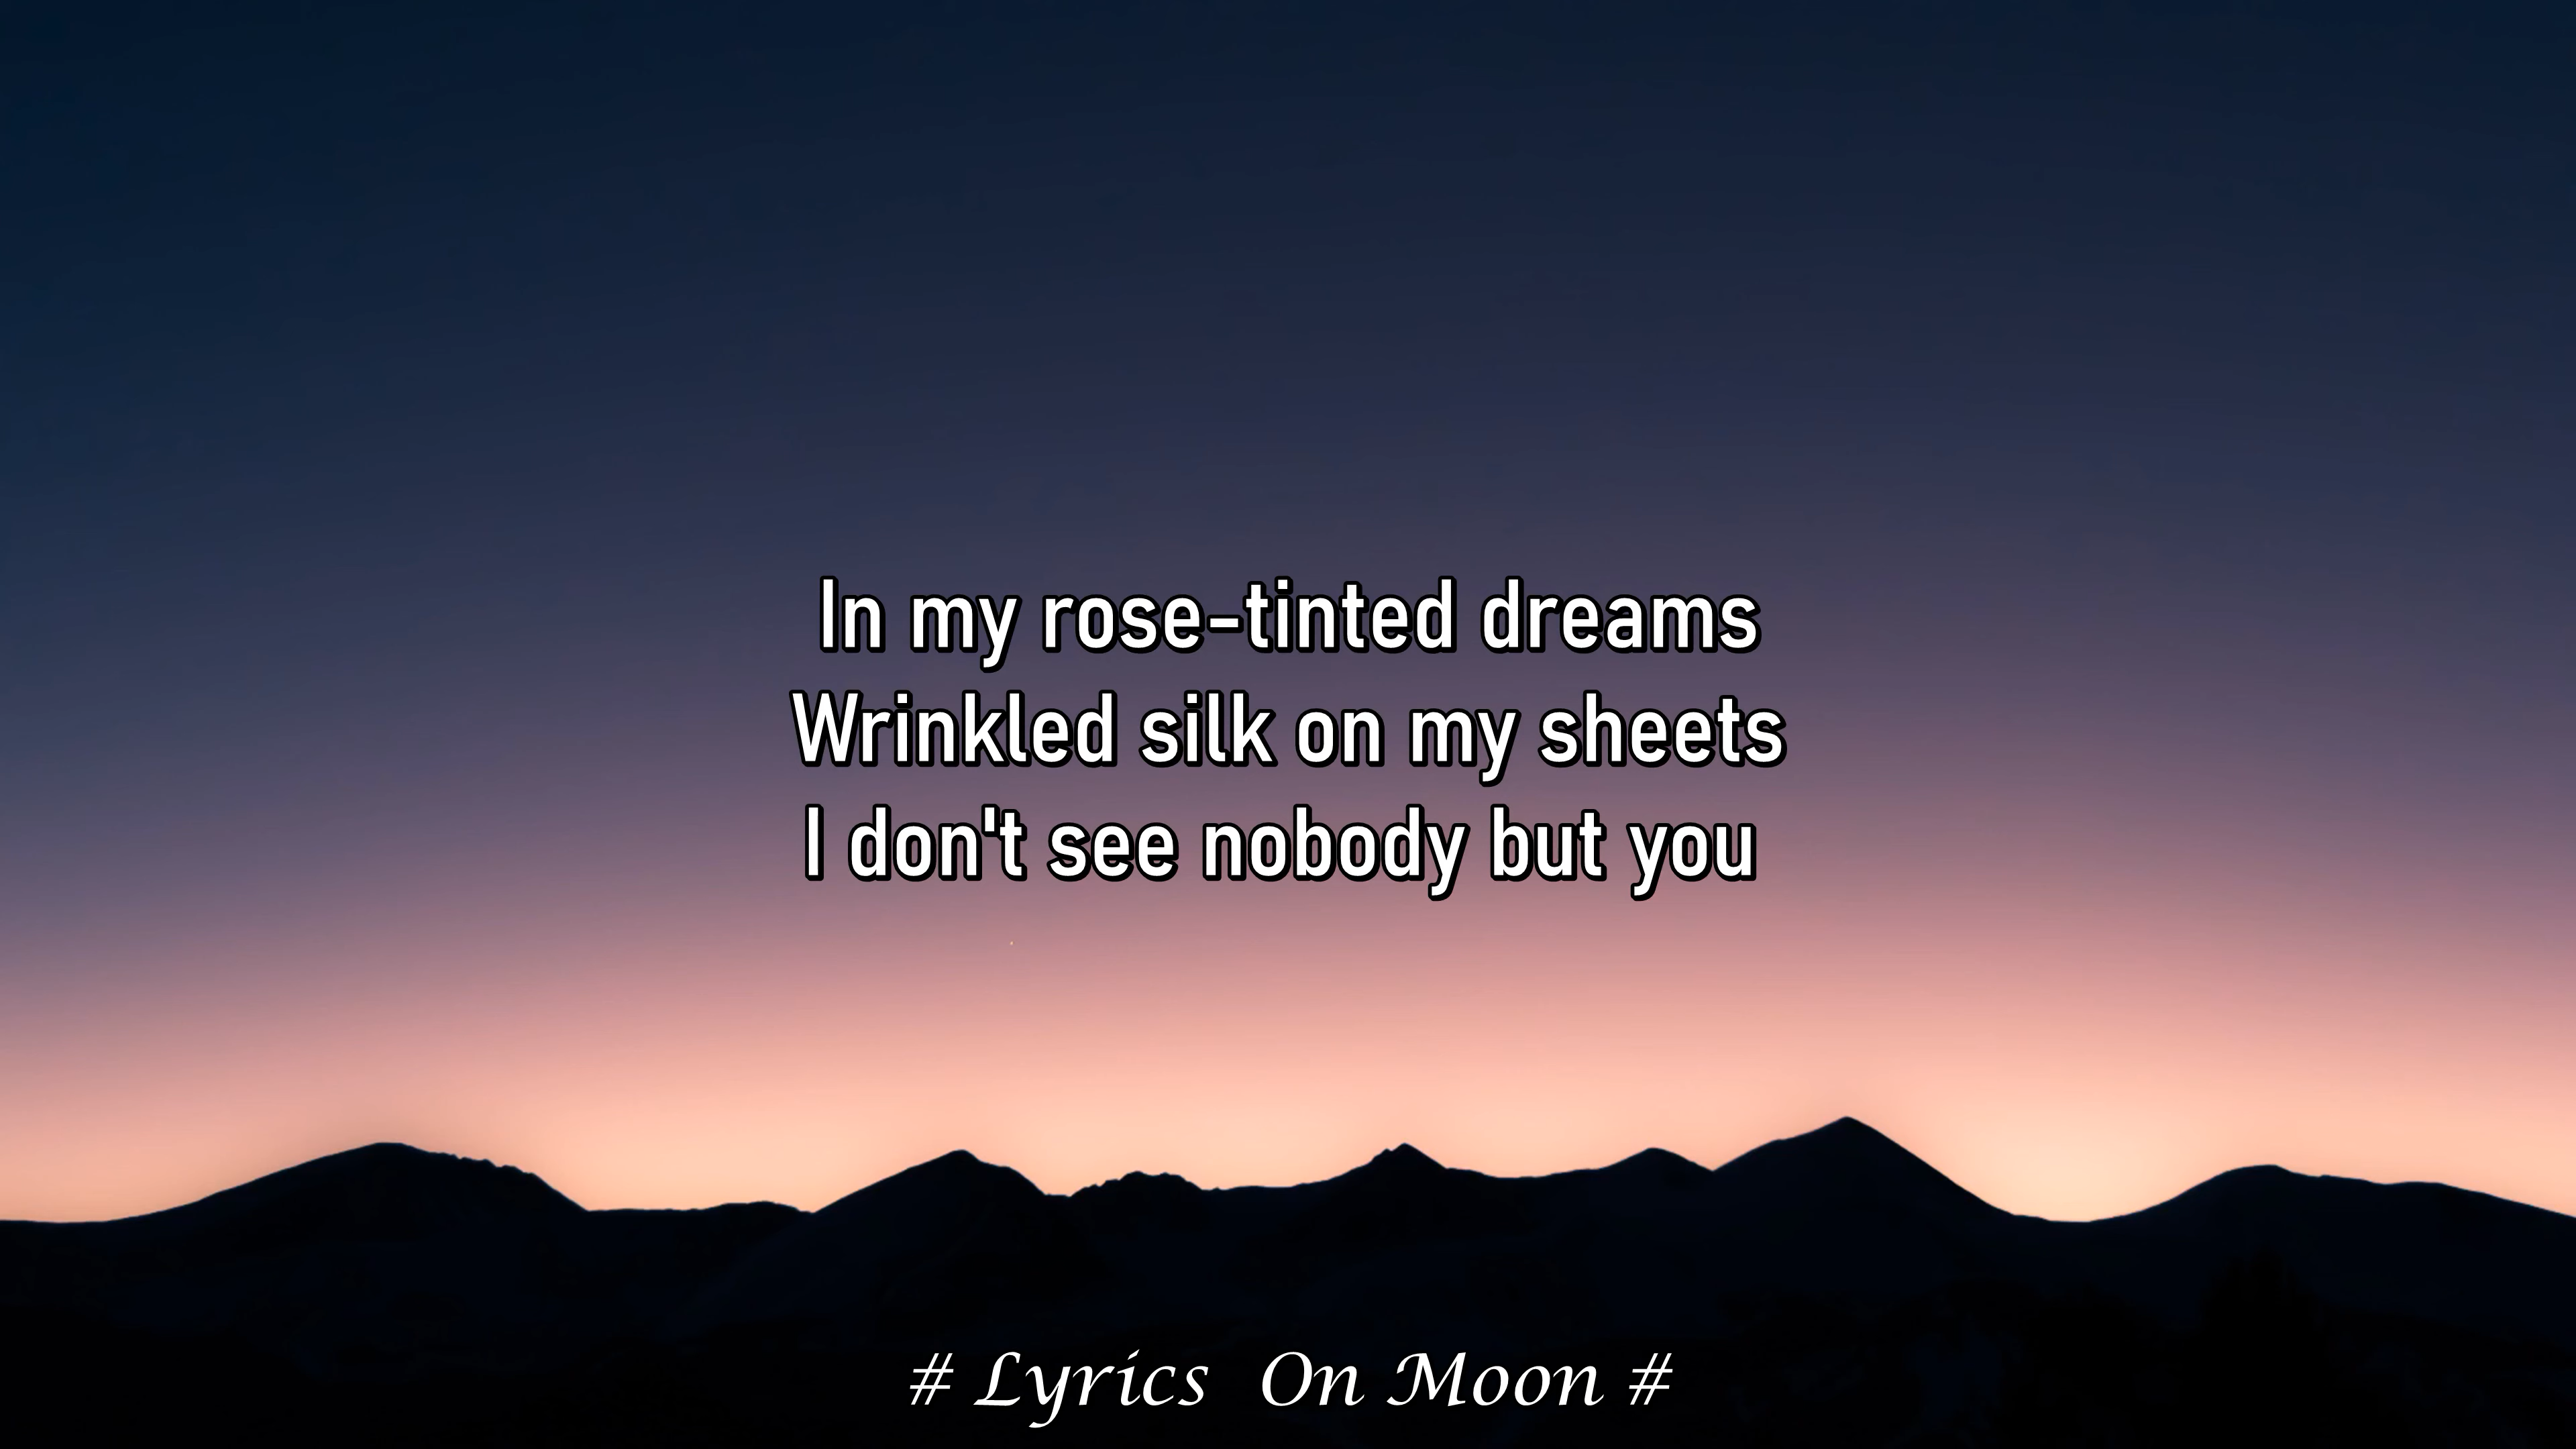 In my rose-tinted dreams
Wrinkled silk on my sheets
I don't see nobody but you
# Lyrics On Moon #